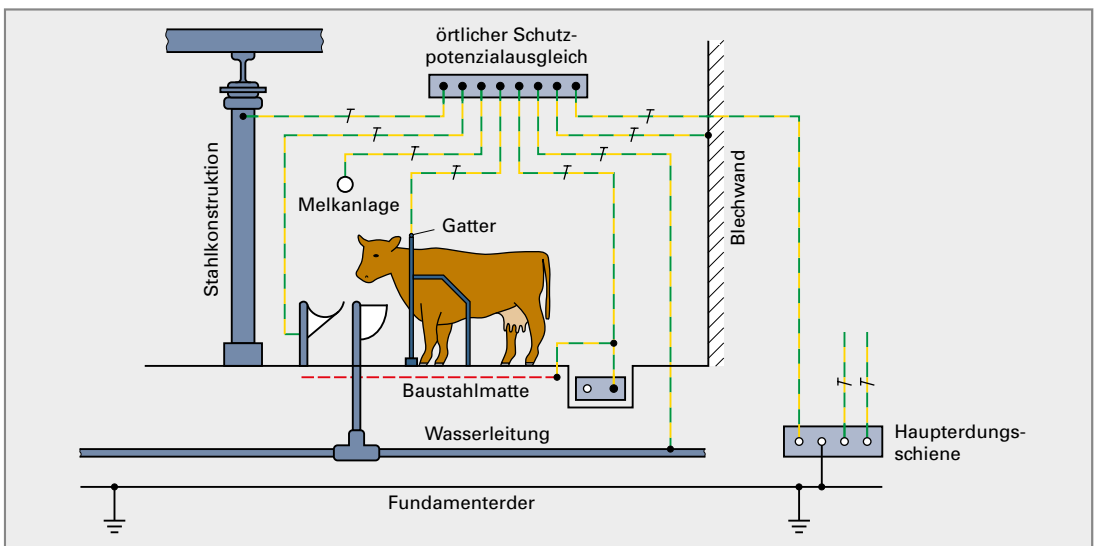 örtlicher Schutz-
potenzialausgleich
Stahlkonstruktion
Melkanlage
Gatter
Blechwand
Baustahlmatte
Wasserleitung
Haupterdungs-
schiene
Fundamenterder